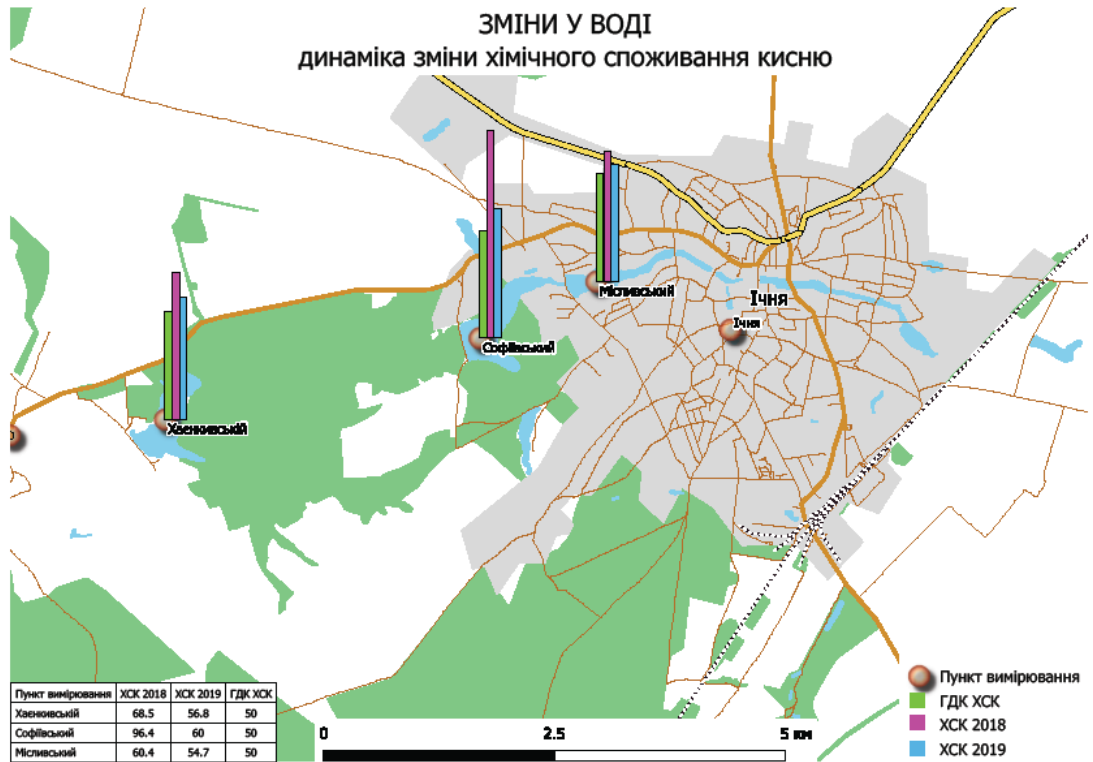 ЗМІНИ У ВОДІ
динаміка зміни хімічного споживання кисню
Місливський
Ічня
Ічня
Софіївський
Хаєнкивській
Пункт вимірювання ХСК 2018 ХСК 2019 ГДК ХСК
Хаєнкивській 68.5 56.8 50
Софіївський 96.4 60 50
Місливський 60.4 54.7 50
0 2.5 5 км
Пункт вимірювання
ГДК ХСК
ХСК 2018
ХСК 2019